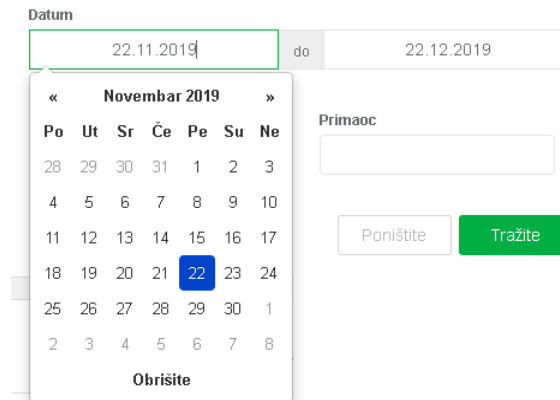 Datum
22.11.2019 do 22.12.2019
« Novembar 2019 »
Po Ut Sr Če Pe Su Ne
28 29 30 31 1 2 3
4 5 6 7 8 9 10
11 12 13 14 15 16 17
18 19 20 21 22 23 24
25 26 27 28 29 30 1
2 3 4 5 6 7 8
Obrišite
Primaoc
Poništite Tražite